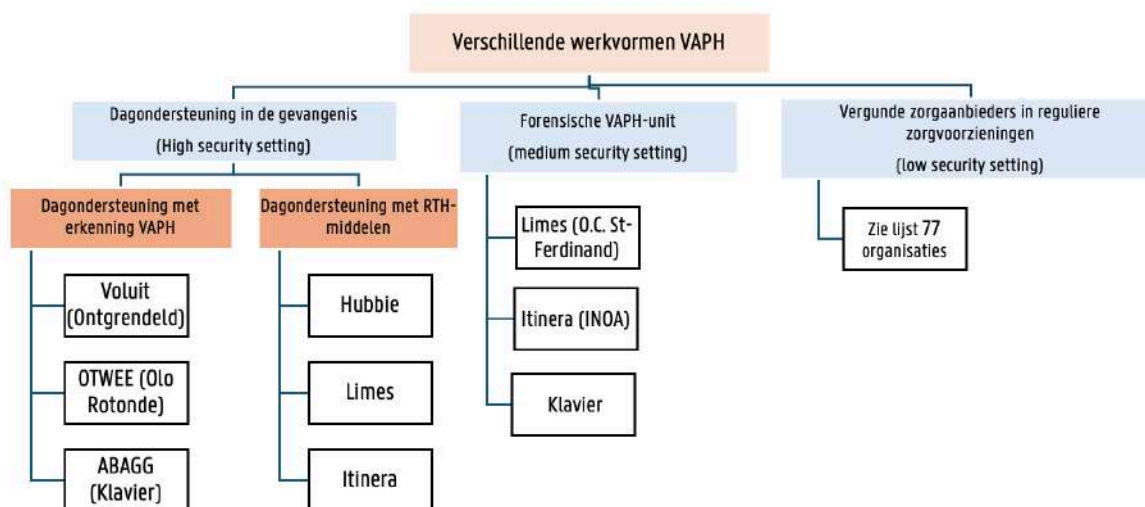 Verschillende werkvormen VAPH
Dagondersteuning in de gevangenis
(High security setting)
Forensische VAPH-unit
(medium security setting)
Vergunde zorgaanbieders in reguliere
zorgvoorzieningen
(low security setting)
Dagondersteuning met
erkenning VAPH
Dagondersteuning met RTH-
middelen
Voluit
(Ontgrendeld)
OTWEE (Olo
Rotonde)
ABAGG
(Klavier)
Hubbie
Limes
Itinera
Limes (O.C. St-
Ferdinand)
Itinera (INOA)
Klavier
Zie lijst 77
organisaties